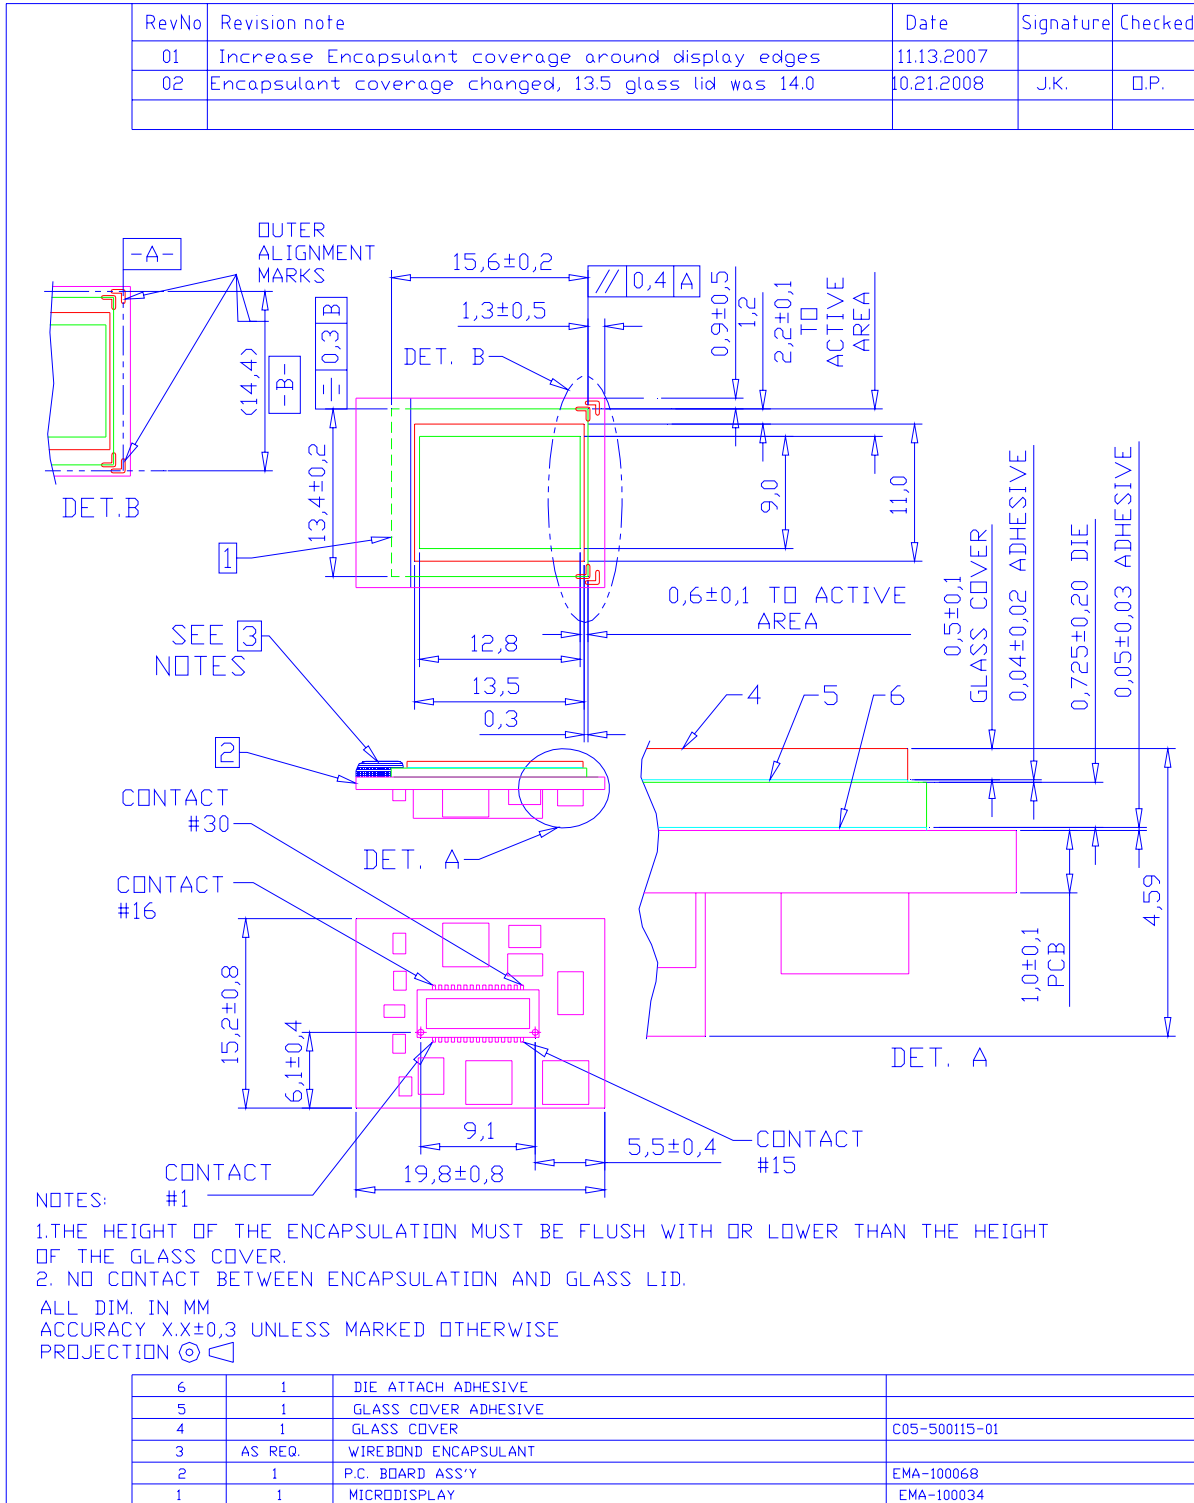 RevNo Revision note Date Signature Checked
01 Increase Encapsulant coverage around display edges 11.13.2007
02 Encapsulant coverage changed, 13.5 glass lid was 14.0 10.21.2008 J.K. O.P.
OUTER
ALIGNMENT
MARKS
-A-
(14,4)
-B-
DET.B
15,6±0,2
// 0,4 A
1,3±0,5
0,3 B
DET. B
0,9±0,5
1,2
2,2±0,1
TO
ACTIVE
AREA
13,4±0,2
9,0
11,0
1
0,6±0,1 TO ACTIVE
AREA
12,8
13,5
0,3
SEE 3
NOTES
2
0,5±0,1
GLASS COVER
0,04±0,02 ADHESIVE
0,725±0,20 DIE
0,05±0,03 ADHESIVE
4
5
6
CONTACT
#30
DET. A
CONTACT
#16
4,59
1,0±0,1
PCB
DET. A
15,2±0,8
6,1±0,4
9,1
5,5±0,4
19,8±0,8
CONTACT
#15
CONTACT
#1
NOTES:
1.THE HEIGHT OF THE ENCAPSULATION MUST BE FLUSH WITH OR LOWER THAN THE HEIGHT
OF THE GLASS COVER.
2. NO CONTACT BETWEEN ENCAPSULATION AND GLASS LID.
ALL DIM. IN MM
ACCURACY X.X±0,3 UNLESS MARKED OTHERWISE
PROJECTION
6 1 DIE ATTACH ADHESIVE
5 1 GLASS COVER ADHESIVE
4 1 GLASS COVER C05-500115-01
3 AS REQ. WIREBOND ENCAPSULANT
2 1 P.C. BOARD ASS'Y EMA-100068
1 1 MICRODISPLAY EMA-100034